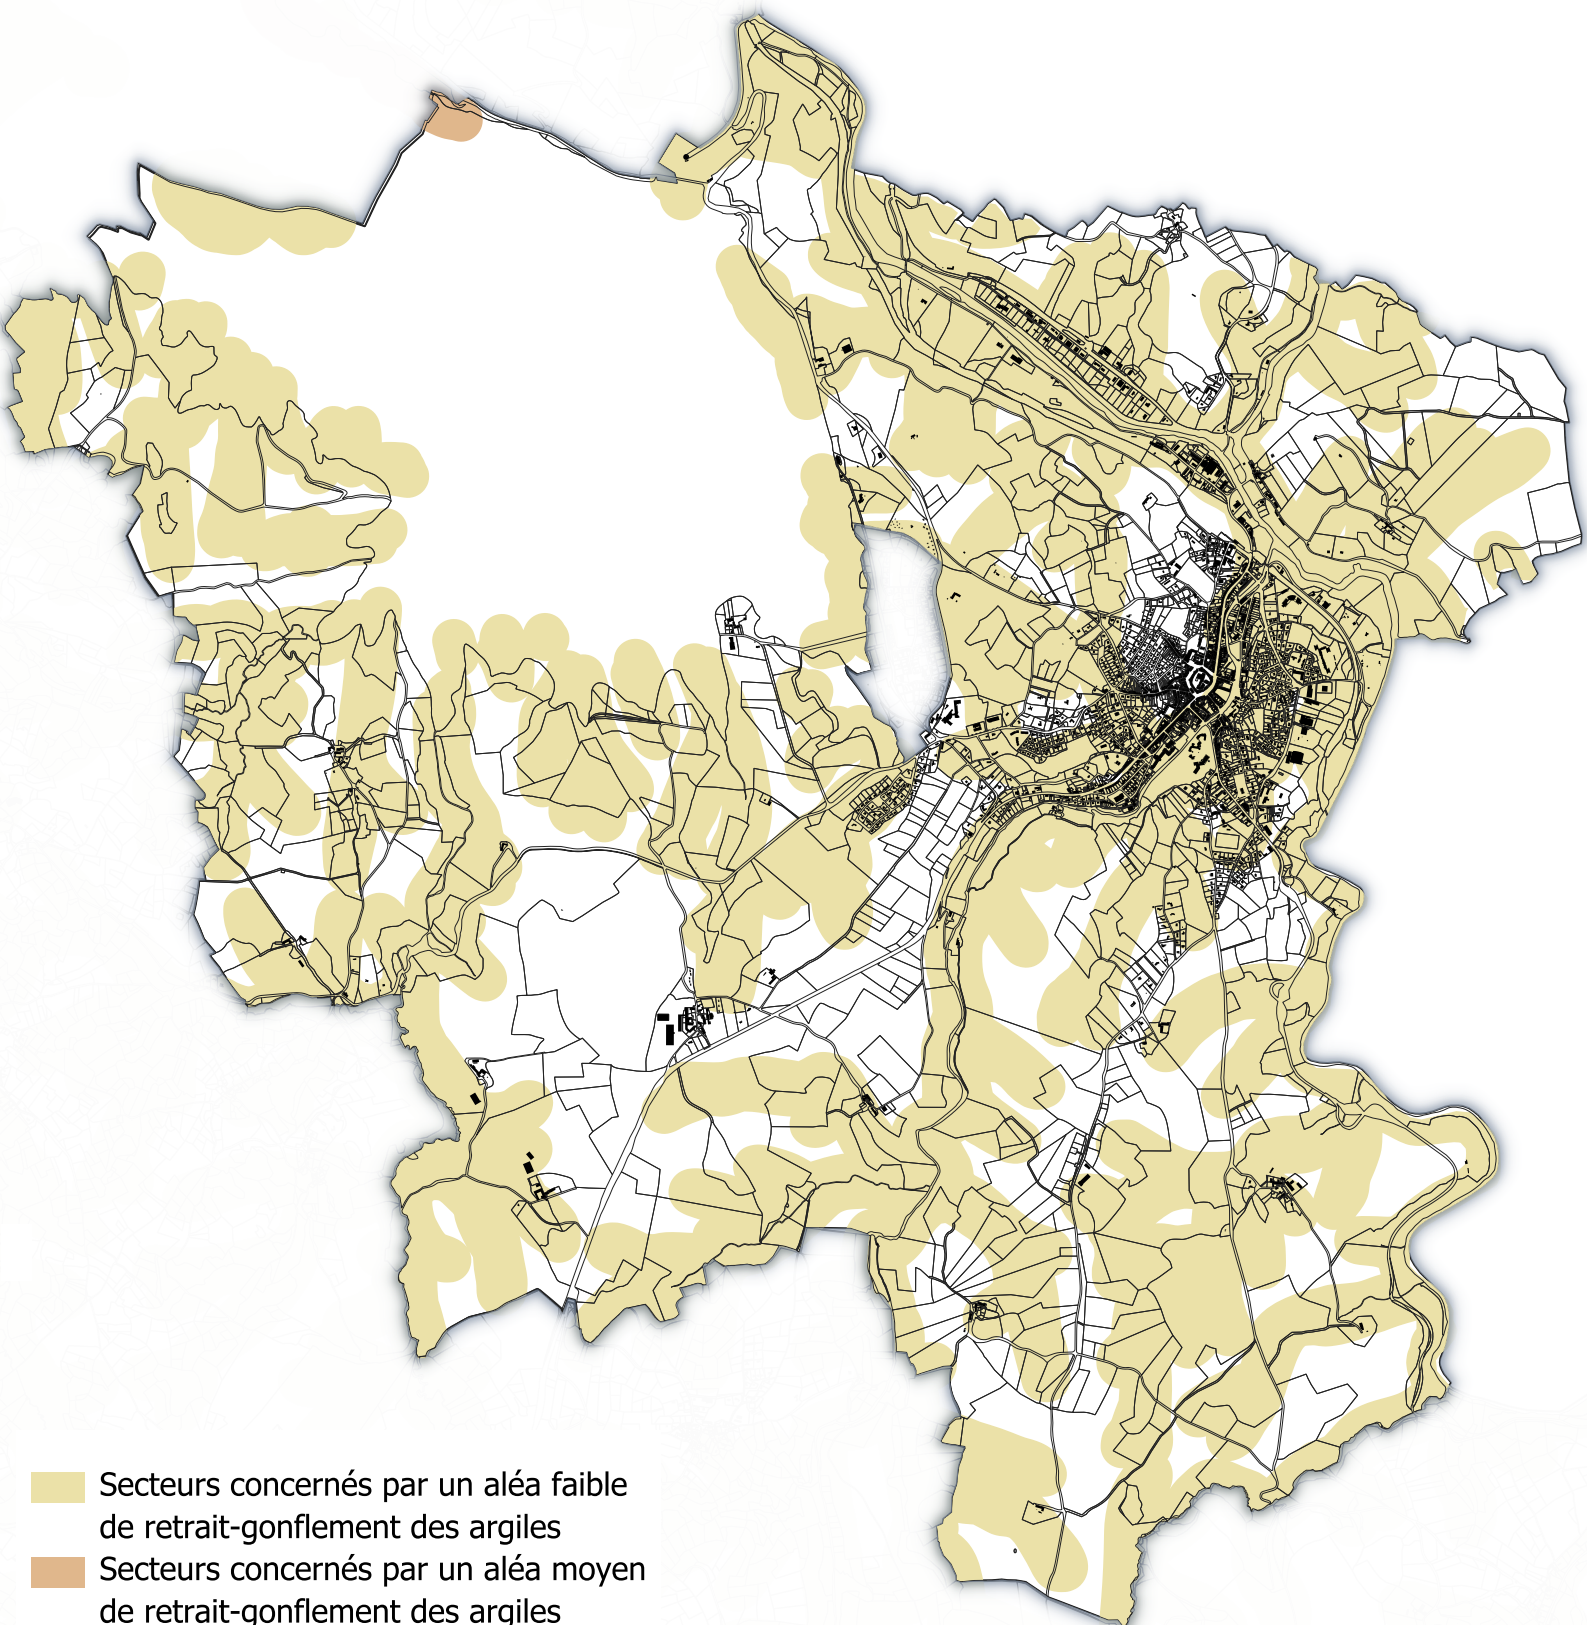 Secteurs concernés par un aléa faible
de retrait-gonflement des argiles
Secteurs concernés par un aléa moyen
de retrait-gonflement des argiles